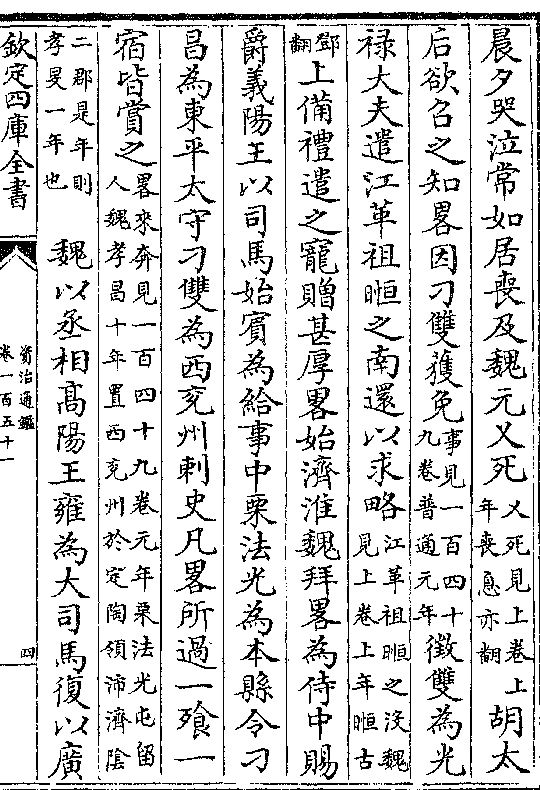 晨夕哭泣常如居喪及魏元乂死乂死見上卷上年喪息亦翻胡太
后欲召之知畧因刁雙獲免事見一百四十九卷普通元年徵雙為光
祿大夫遣江革祖暅之南還以求略江革祖暅之没魏見上卷上年暅古
鄧翻上備禮遣之寵贈甚厚畧始濟淮魏拜畧為侍中賜
爵義陽王以司馬始賓為給事中栗法光為本縣令刁
昌為東平太守刁雙為西兖州刺史凡畧所過一飱一
宿皆賞之畧來奔見一百四十九卷元年栗法光屯留人魏孝昌十年置西兖州於定陶領沛濟陰
二郡是年則孝旻一年也魏以丞相高陽王雍為大司馬復以廣
欽定四庫全書
資治通鑑
卷一百五十一
四